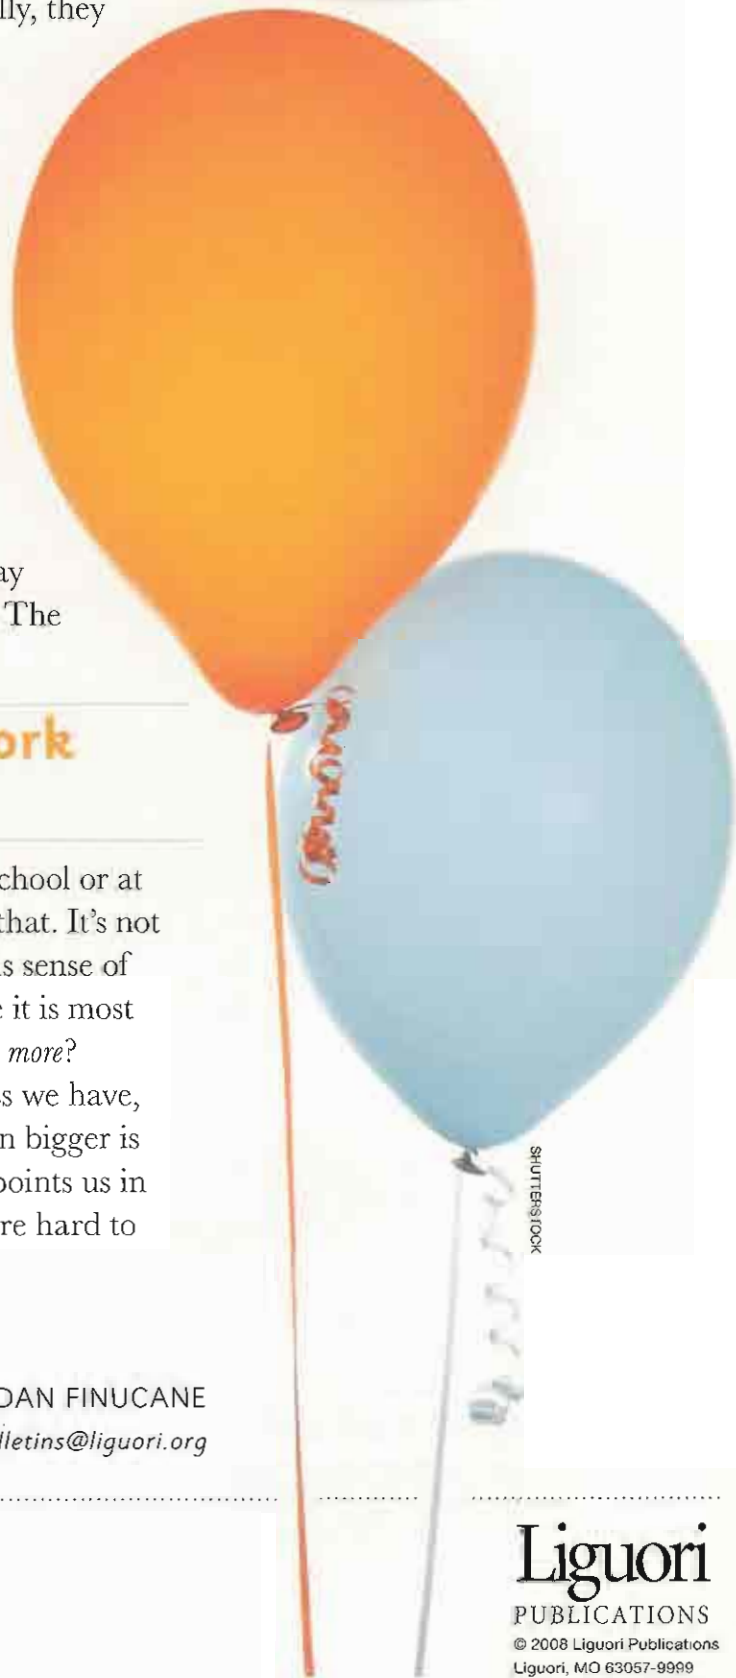 lly, they
ay
The
ork
chool or at
that. It's not
s sense of
e it is most
more?
ss we have,
n bigger is
points us in
re hard to
SHUTTERSTOCK
DAN FINUCANE
lletins@liguori.org
Liguori
PUBLICATIONS
© 2008 Liguori Publications
Liguori, MO 63057-9999